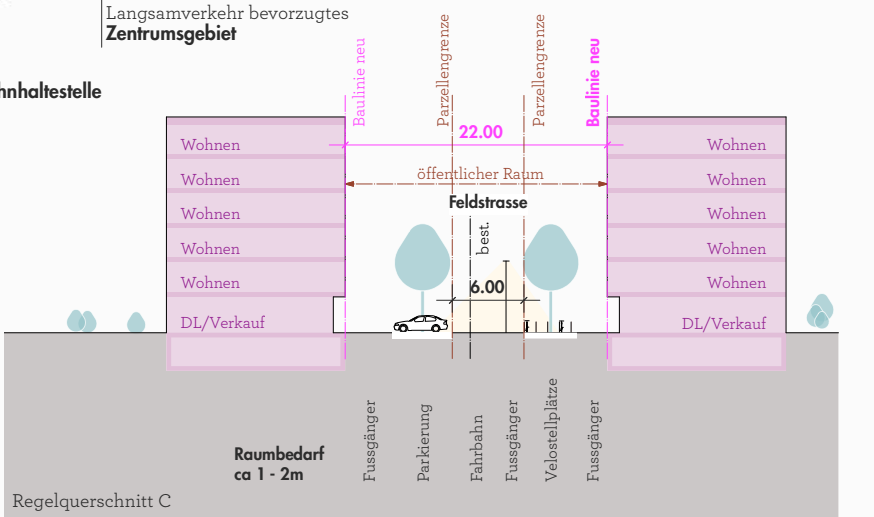 Langsamverkehr bevorzugtes
Zentrumsgebiet
hnhaltestelle
Baulinie neu
Parzellengrenze
Parzellengrenze
Baulinie neu
22.00
öffentlicher Raum
Feldstrasse
best.
6.00
Wohnen
Wohnen
Wohnen
Wohnen
Wohnen
DL/Verkauf
Wohnen
Wohnen
Wohnen
Wohnen
Wohnen
DL/Verkauf
Fussgänger
Parkierung
Fahrbahn
Fussgänger
Velostellplätze
Fussgänger
Raumbedarf
ca 1 - 2m
Regelquerschnitt C